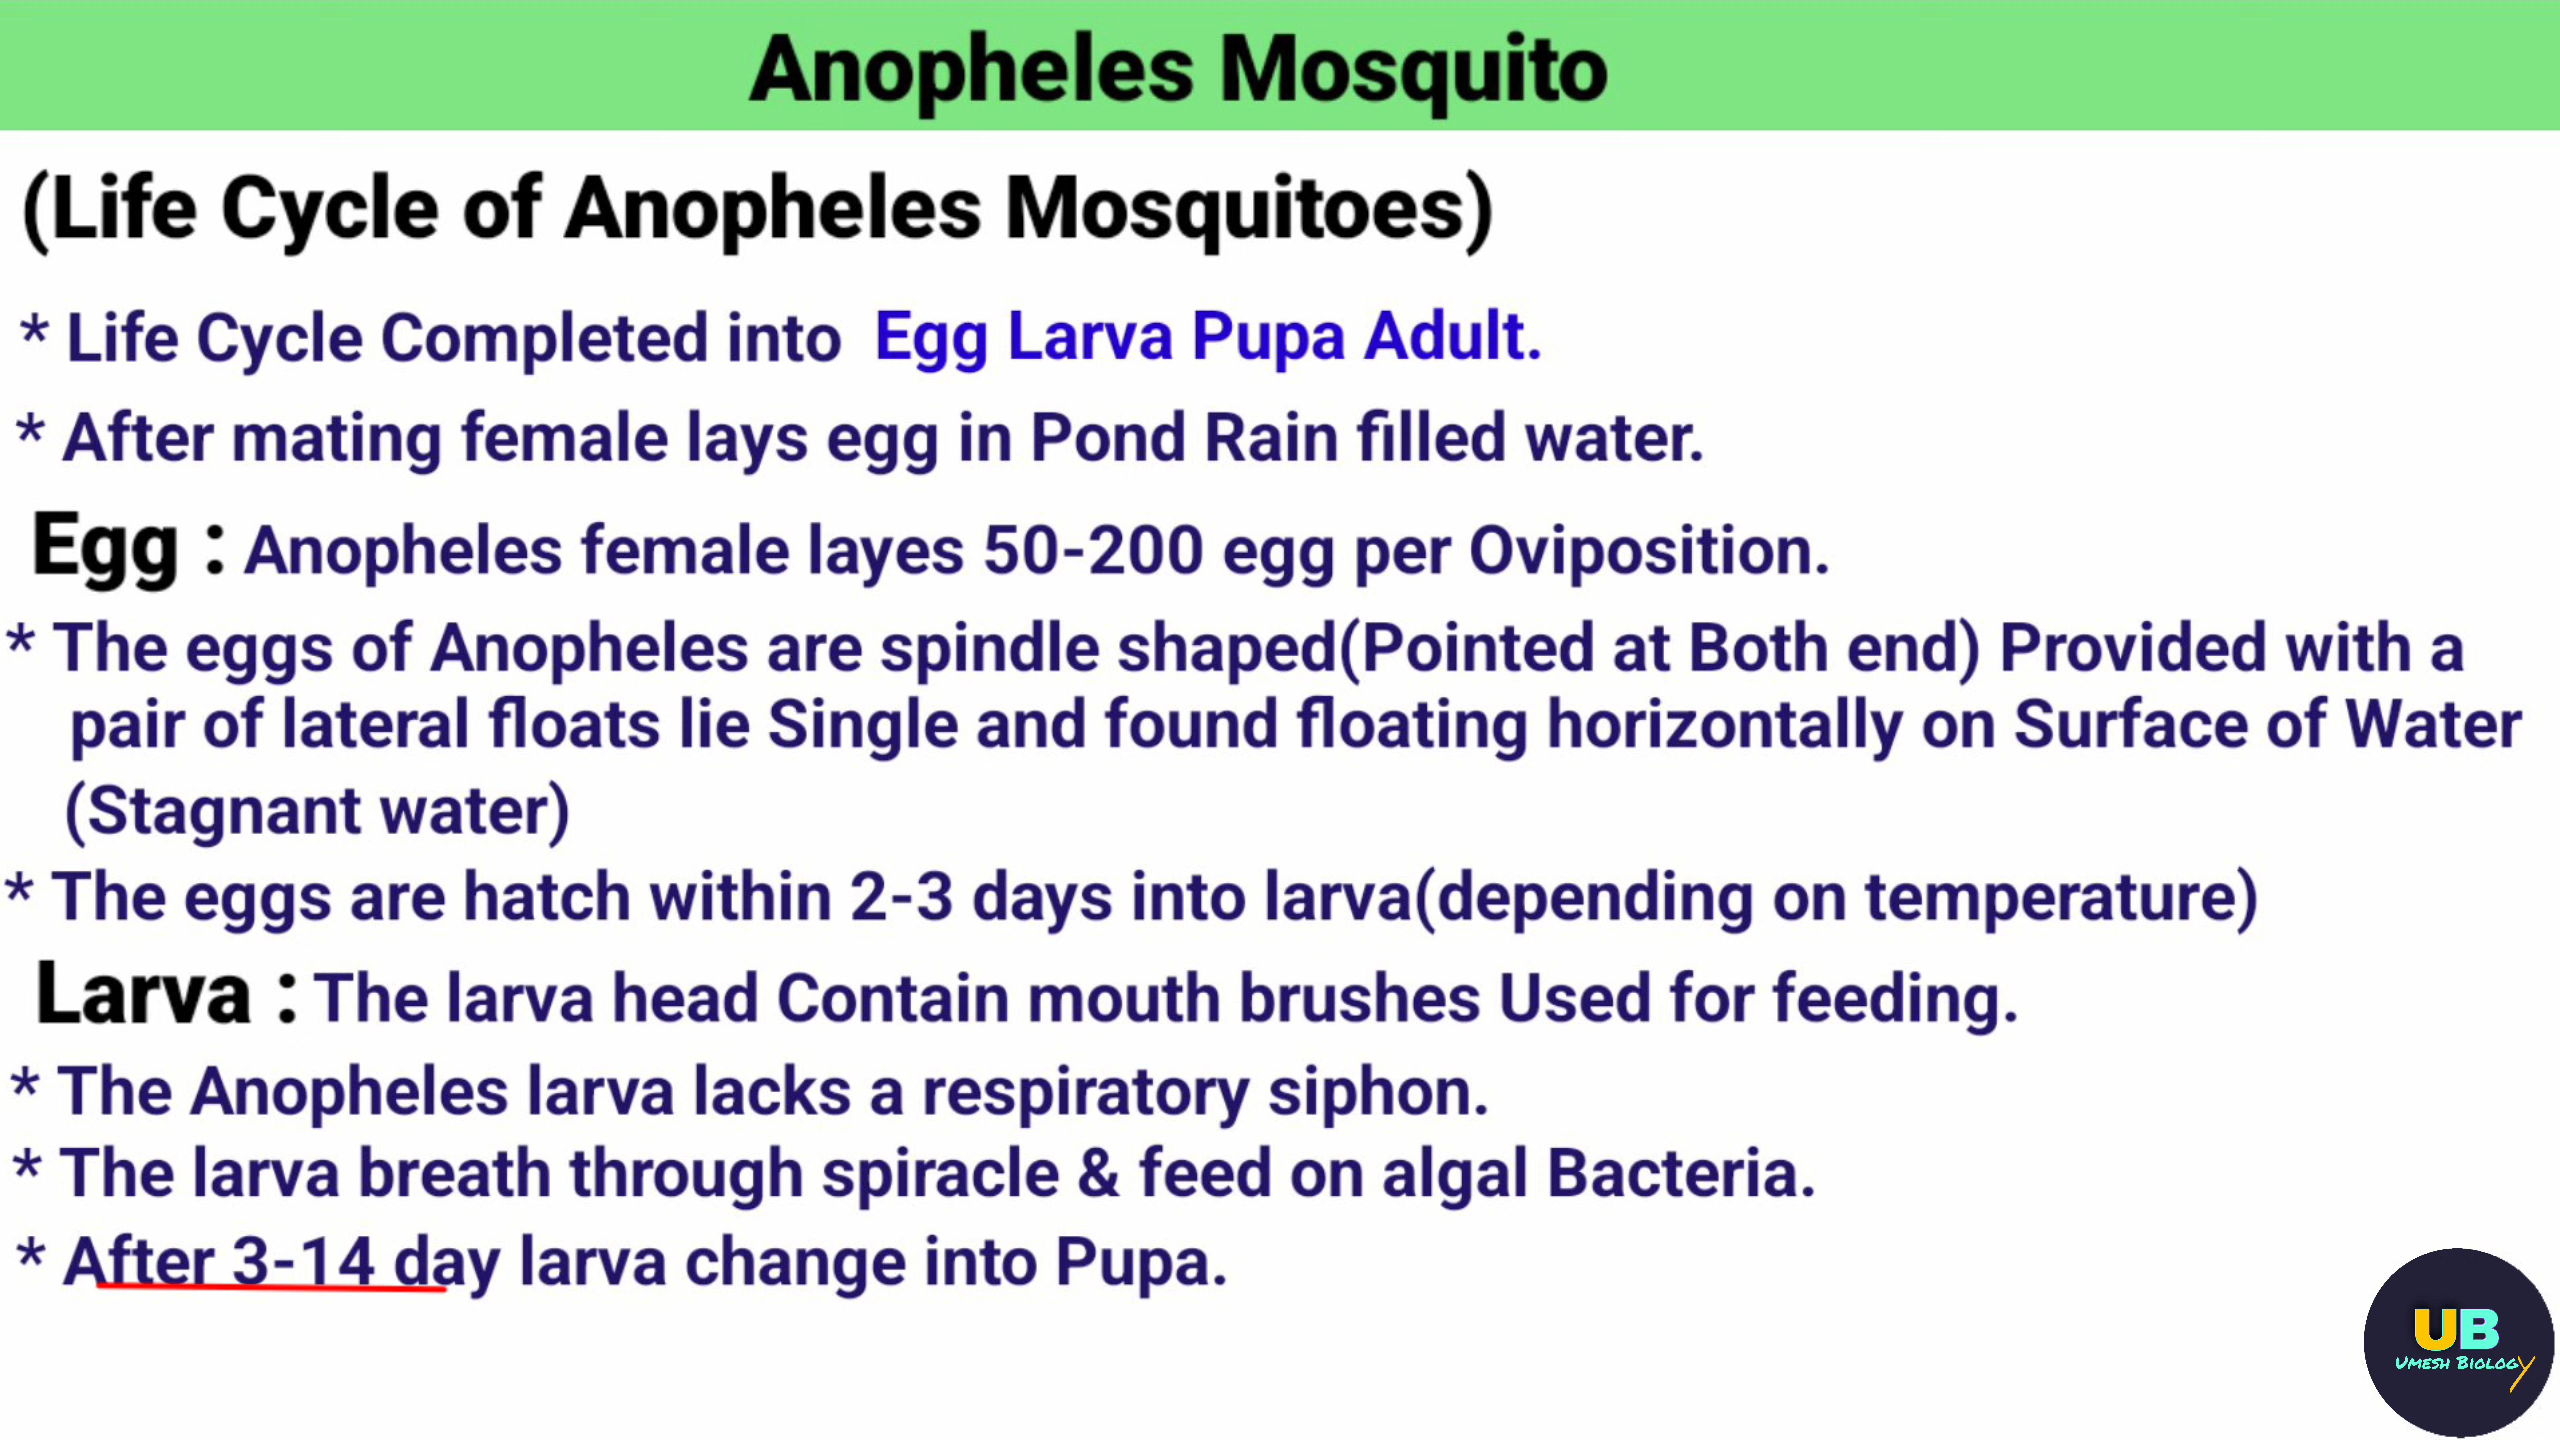 Anopheles Mosquito
(Life Cycle of Anopheles Mosquitoes)
* Life Cycle Completed into Egg Larva Pupa Adult.
* After mating female lays egg in Pond Rain filled water.
Egg : Anopheles female layes 50-200 egg per Oviposition.
* The eggs of Anopheles are spindle shaped(Pointed at Both end) Provided with a
pair of lateral floats lie Single and found floating horizontally on Surface of Water
(Stagnant water)
* The eggs are hatch within 2-3 days into larva(depending on temperature)
Larva : The larva head Contain mouth brushes Used for feeding.
* The Anopheles larva lacks a respiratory siphon.
* The larva breath through spiracle & feed on algal Bacteria.
* After 3-14 day larva change into Pupa.
UB
UMESH BIOLOGY